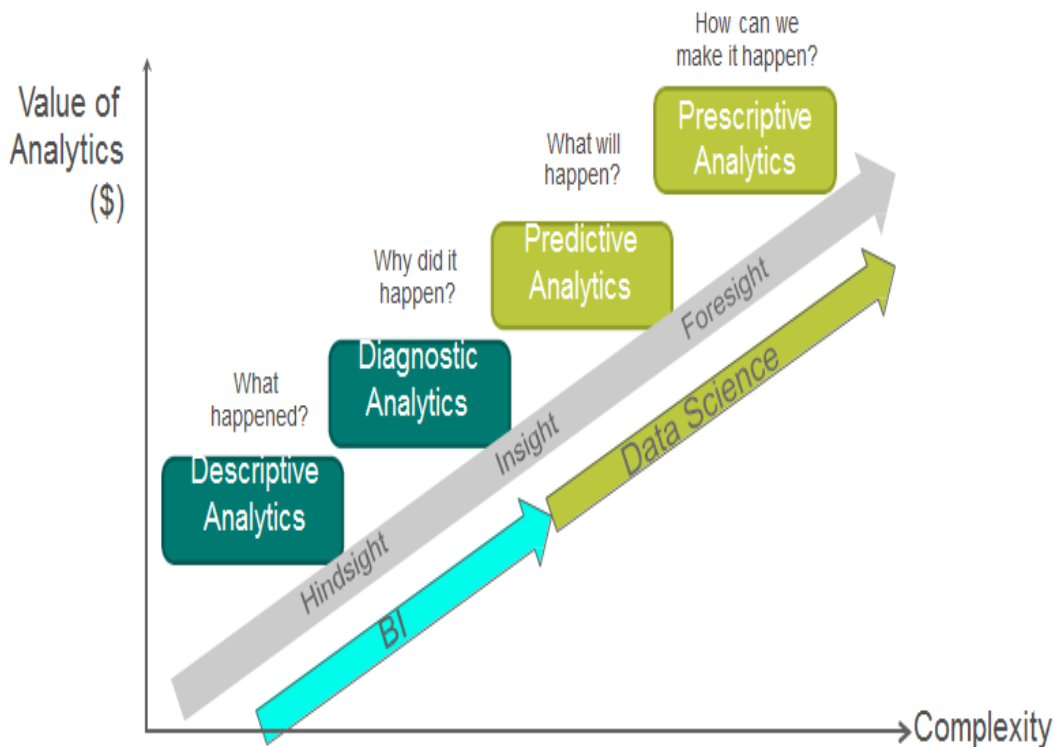 How can we
make it happen?
Value of
Analytics
($)
Prescriptive
Analytics
What will
happen?
Predictive
Analytics
Why did it
happen?
Foresight
Diagnostic
Analytics
Data Science
What
happened?
Insight
Descriptive
Analytics
Hindsight
BI
Complexity